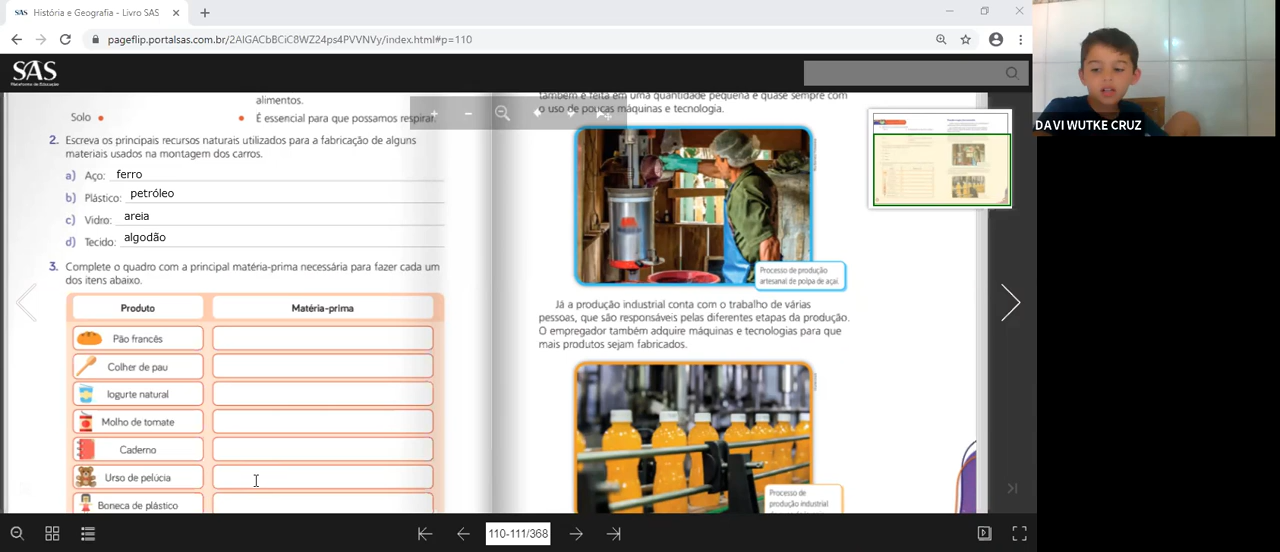 SAS História e Geografia - Livro SAS
pageflip.portalsas.com.br/2AIGACbBCiC8WZ24ps4PVVNVy/index.html#p=110
SAS
Plataforma de Educação
DAVI WUTKE CRUZ
alimentos.
Solo • • É essencial para que possamos respirar.
2. Escreva os principais recursos naturais utilizados para a fabricação de alguns
materiais usados na montagem dos carros.
a) Aço: ferro
b) Plástico: petróleo
c) Vidro: areia
d) Tecido: algodão
3. Complete o quadro com a principal matéria-prima necessária para fazer cada um
dos itens abaixo.
Produto Matéria-prima
Pão francês
Colher de pau
Iogurte natural
Molho de tomate
Caderno
Urso de pelúcia
Boneca de plástico
também é feita em uma quantidade pequena e quase sempre com
o uso de poucas máquinas e tecnologia.
Processo de produção
artesanal de polpa de açaí.
Já a produção industrial conta com o trabalho de várias
pessoas, que são responsáveis pelas diferentes etapas da produção.
O empregador também adquire máquinas e tecnologias para que
mais produtos sejam fabricados.
Processo de
produção industrial
110-111/368